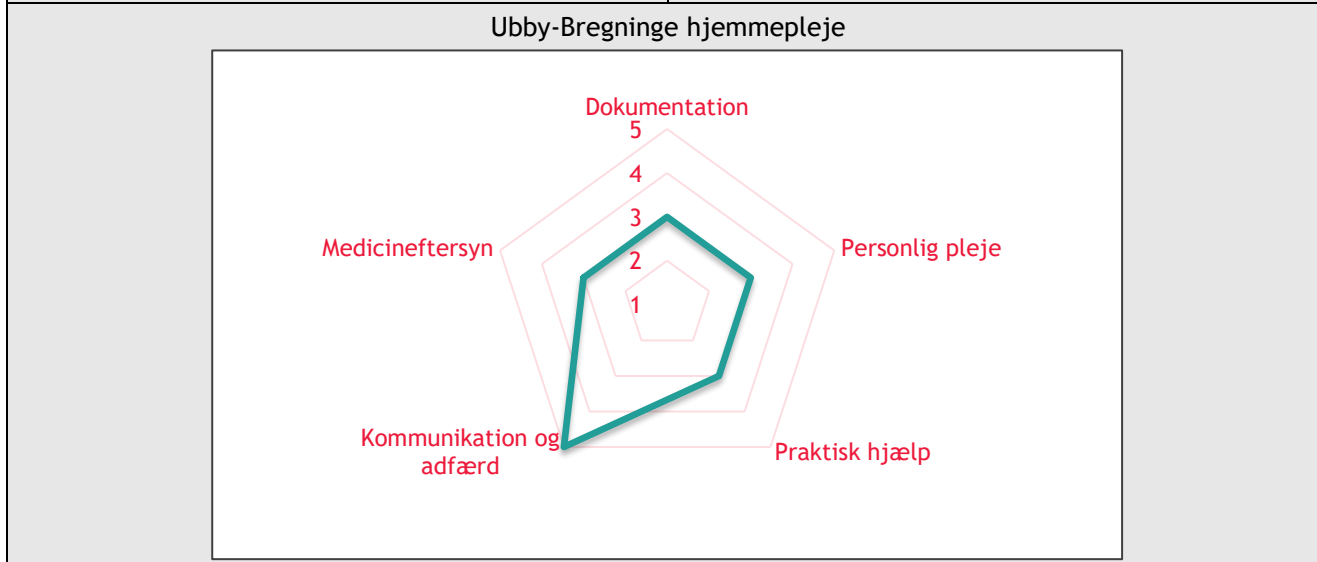 Ubby-Bregninge hjemmepleje
Dokumentation
5
4
3
2
1
Medicineftersyn
Personlig pleje
Kommunikation og
adfærd
Praktisk hjælp